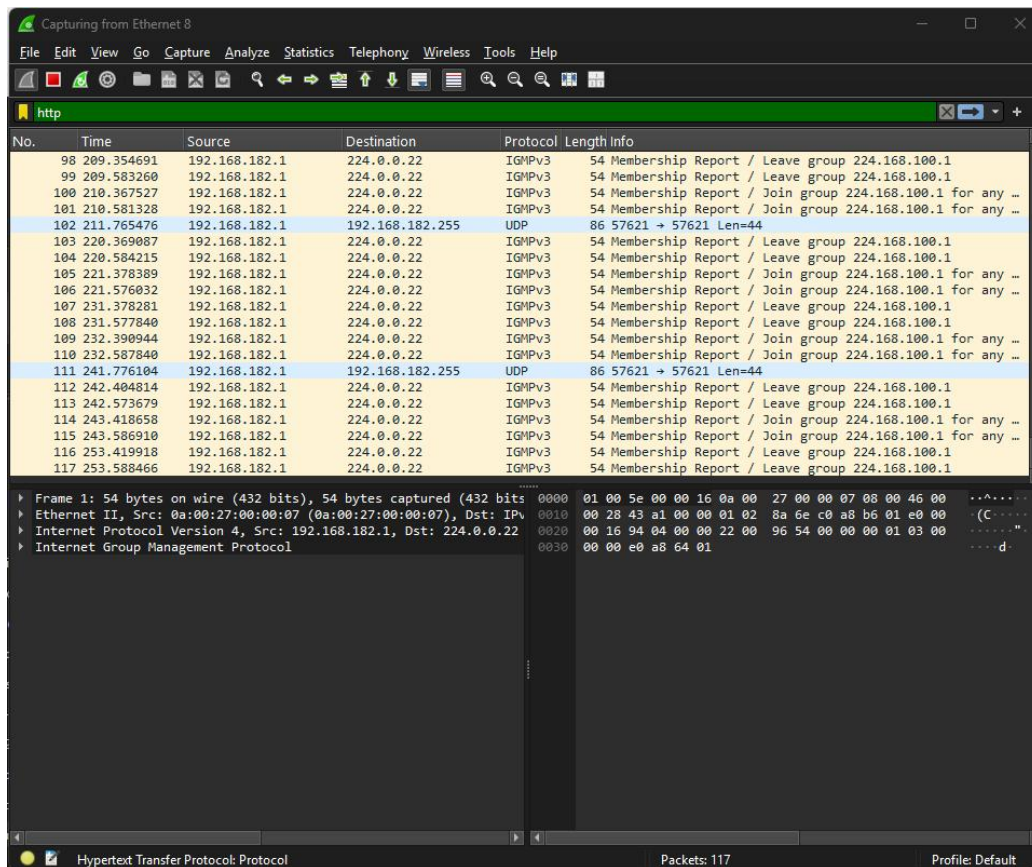 Capturing from Ethernet 8
File Edit View Go Capture Analyze Statistics Telephony Wireless Tools Help
http
No. Time Source Destination Protocol Length Info
98 209.354691 192.168.182.1 224.0.0.22 IGMPv3 54 Membership Report / Leave group 224.168.100.1
99 209.583260 192.168.182.1 224.0.0.22 IGMPv3 54 Membership Report / Leave group 224.168.100.1
100 210.367527 192.168.182.1 224.0.0.22 IGMPv3 54 Membership Report / Join group 224.168.100.1 for any …
101 210.581328 192.168.182.1 224.0.0.22 IGMPv3 54 Membership Report / Join group 224.168.100.1 for any …
102 211.765476 192.168.182.1 192.168.182.255 UDP 86 57621 → 57621 Len=44
103 220.369087 192.168.182.1 224.0.0.22 IGMPv3 54 Membership Report / Leave group 224.168.100.1
104 220.584215 192.168.182.1 224.0.0.22 IGMPv3 54 Membership Report / Leave group 224.168.100.1
105 221.378389 192.168.182.1 224.0.0.22 IGMPv3 54 Membership Report / Join group 224.168.100.1 for any …
106 221.576032 192.168.182.1 224.0.0.22 IGMPv3 54 Membership Report / Join group 224.168.100.1 for any …
107 231.378281 192.168.182.1 224.0.0.22 IGMPv3 54 Membership Report / Leave group 224.168.100.1
108 231.577840 192.168.182.1 224.0.0.22 IGMPv3 54 Membership Report / Leave group 224.168.100.1
109 232.390944 192.168.182.1 224.0.0.22 IGMPv3 54 Membership Report / Join group 224.168.100.1 for any …
110 232.587840 192.168.182.1 224.0.0.22 IGMPv3 54 Membership Report / Join group 224.168.100.1 for any …
111 241.776104 192.168.182.1 192.168.182.255 UDP 86 57621 → 57621 Len=44
112 242.404814 192.168.182.1 224.0.0.22 IGMPv3 54 Membership Report / Leave group 224.168.100.1
113 242.573679 192.168.182.1 224.0.0.22 IGMPv3 54 Membership Report / Leave group 224.168.100.1
114 243.418658 192.168.182.1 224.0.0.22 IGMPv3 54 Membership Report / Join group 224.168.100.1 for any …
115 243.586910 192.168.182.1 224.0.0.22 IGMPv3 54 Membership Report / Join group 224.168.100.1 for any …
116 253.419918 192.168.182.1 224.0.0.22 IGMPv3 54 Membership Report / Leave group 224.168.100.1
117 253.588466 192.168.182.1 224.0.0.22 IGMPv3 54 Membership Report / Leave group 224.168.100.1
Frame 1: 54 bytes on wire (432 bits), 54 bytes captured (432 bits
Ethernet II, Src: 0a:00:27:00:00:07 (0a:00:27:00:00:07), Dst: IPv
Internet Protocol Version 4, Src: 192.168.182.1, Dst: 224.0.0.22
Internet Group Management Protocol
0000 01 00 5e 00 00 16 0a 00 27 00 00 07 08 00 46 00 ··^·····
0010 00 28 43 a1 00 00 01 02 8a 6e c0 a8 b6 01 e0 00 ·(C·····
0020 00 16 94 04 00 00 22 00 96 54 00 00 00 01 03 00 ······"·
0030 00 00 e0 a8 64 01 ····d·
Hypertext Transfer Protocol: Protocol
Packets: 117
Profile: Default